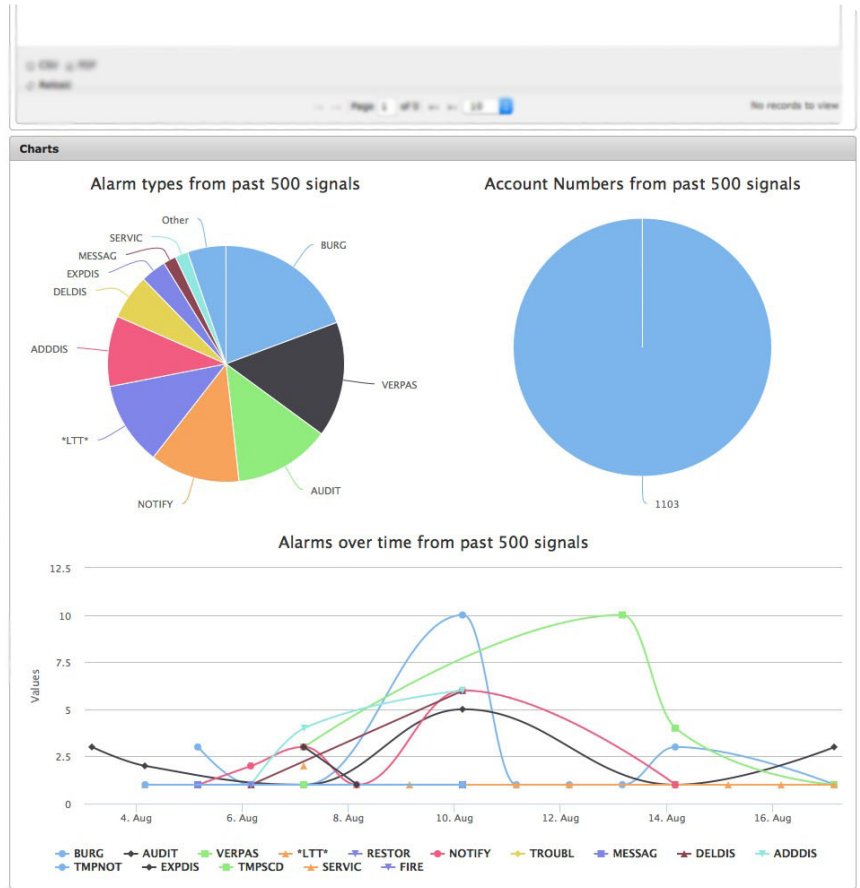 CSV PDF
Reload
Page 1 of 0 10 No records to view
Charts
Alarm types from past 500 signals
Other
SERVIC
MESSAG
EXPDIS
DELDIS
ADDDIS
*LTT*
NOTIFY
AUDIT
VERPAS
BURG
Account Numbers from past 500 signals
1103
Alarms over time from past 500 signals
Values
12.5
10
7.5
5
2.5
0
4. Aug 6. Aug 8. Aug 10. Aug 12. Aug 14. Aug 16. Aug
BURG AUDIT VERPAS *LTT* RESTOR NOTIFY TROUBL MESSAG DELDIS ADDDIS
TMPNOT EXPDIS TMPSCD SERVIC FIRE